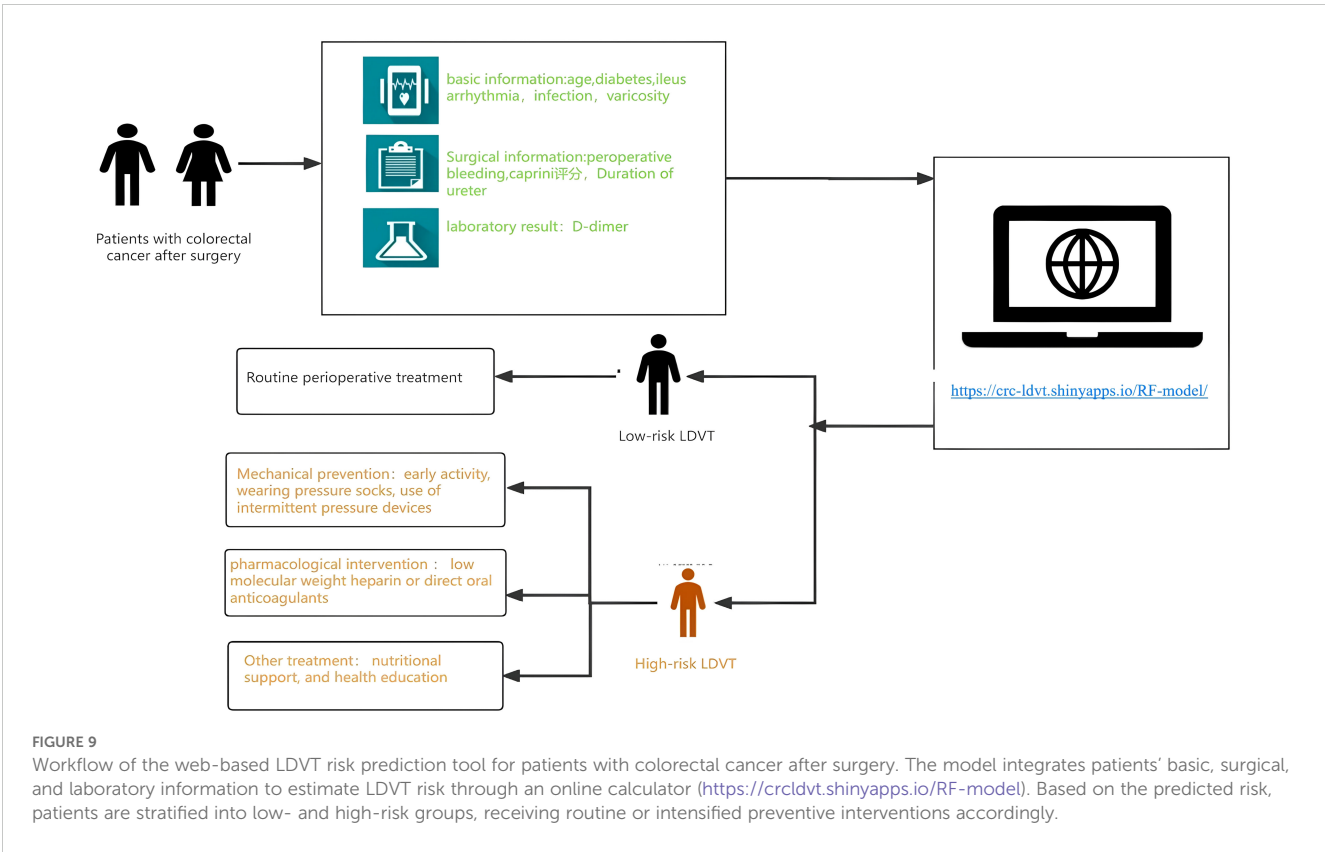 basic information:age,diabetes,ileus
arrhythmia，infection，varicosity
Surgical information:peroperative
bleeding,caprini评分，Duration of
ureter
laboratory result：D-dimer
Patients with colorectal
cancer after surgery
https://crc-ldvt.shinyapps.io/RF-model/
Routine perioperative treatment
Low-risk LDVT
Mechanical prevention：early activity,
wearing pressure socks, use of
intermittent pressure devices
pharmacological intervention ： low
molecular weight heparin or direct oral
anticoagulants
Other treatment： nutritional
support, and health education
High-risk LDVT
FIGURE 9
Workflow of the web-based LDVT risk prediction tool for patients with colorectal cancer after surgery. The model integrates patients’ basic, surgical,
and laboratory information to estimate LDVT risk through an online calculator (https://crcldvt.shinyapps.io/RF-model). Based on the predicted risk,
patients are stratified into low- and high-risk groups, receiving routine or intensified preventive interventions accordingly.